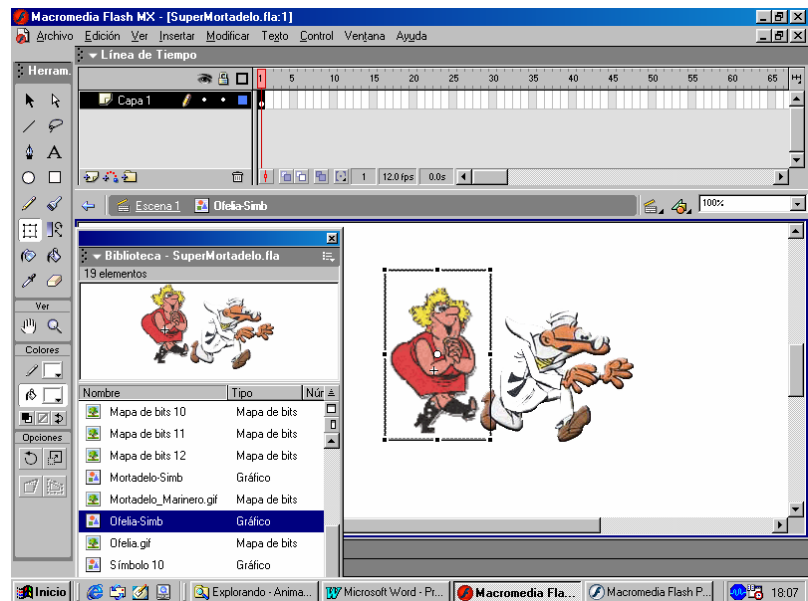 Macromedia Flash MX - [SuperMortadelo.fla:1]
Archivo Edición Ver Insertar Modificar Texto Control Ventana Ayuda
Línea de Tiempo
Herram.
1 5 10 15 20 25 30 35 40 45 50 55 60 65
Capa 1
1 12.0 fps 0.0s
Escena 1 Ofelia-Simb 100%
Biblioteca - SuperMortadelo.fla
19 elementos
Ver
Colores
Opciones
Nombre Tipo Núr
Mapa de bits 10 Mapa de bits
Mapa de bits 11 Mapa de bits
Mapa de bits 12 Mapa de bits
Mortadelo-Simb Gráfico
Mortadelo_Marinero.gif Mapa de bits
Ofelia-Simb Gráfico
Ofelia.gif Mapa de bits
Símbolo 10 Gráfico
Inicio Explorando - Anima... Microsoft Word - Pr... Macromedia Fla... Macromedia Flash P... 18:07